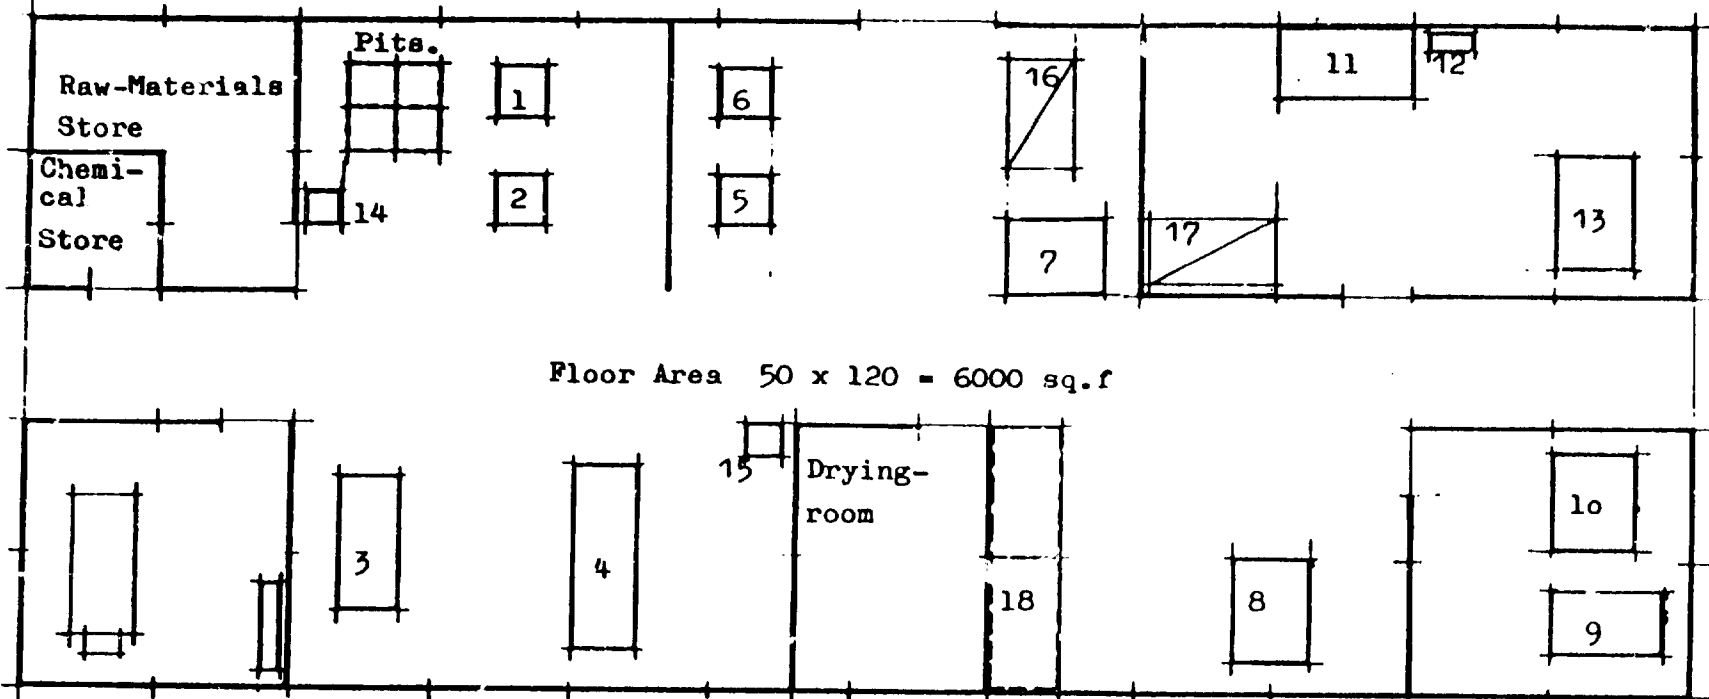 Pits.
Raw-Materials
Store
Chemi-
cal
Store
14
1
2
6
5
16
7
11
12
17
13
Floor Area 50 x 120 = 6000 sq.f
3
4
15
Drying-
room
18
8
10
9